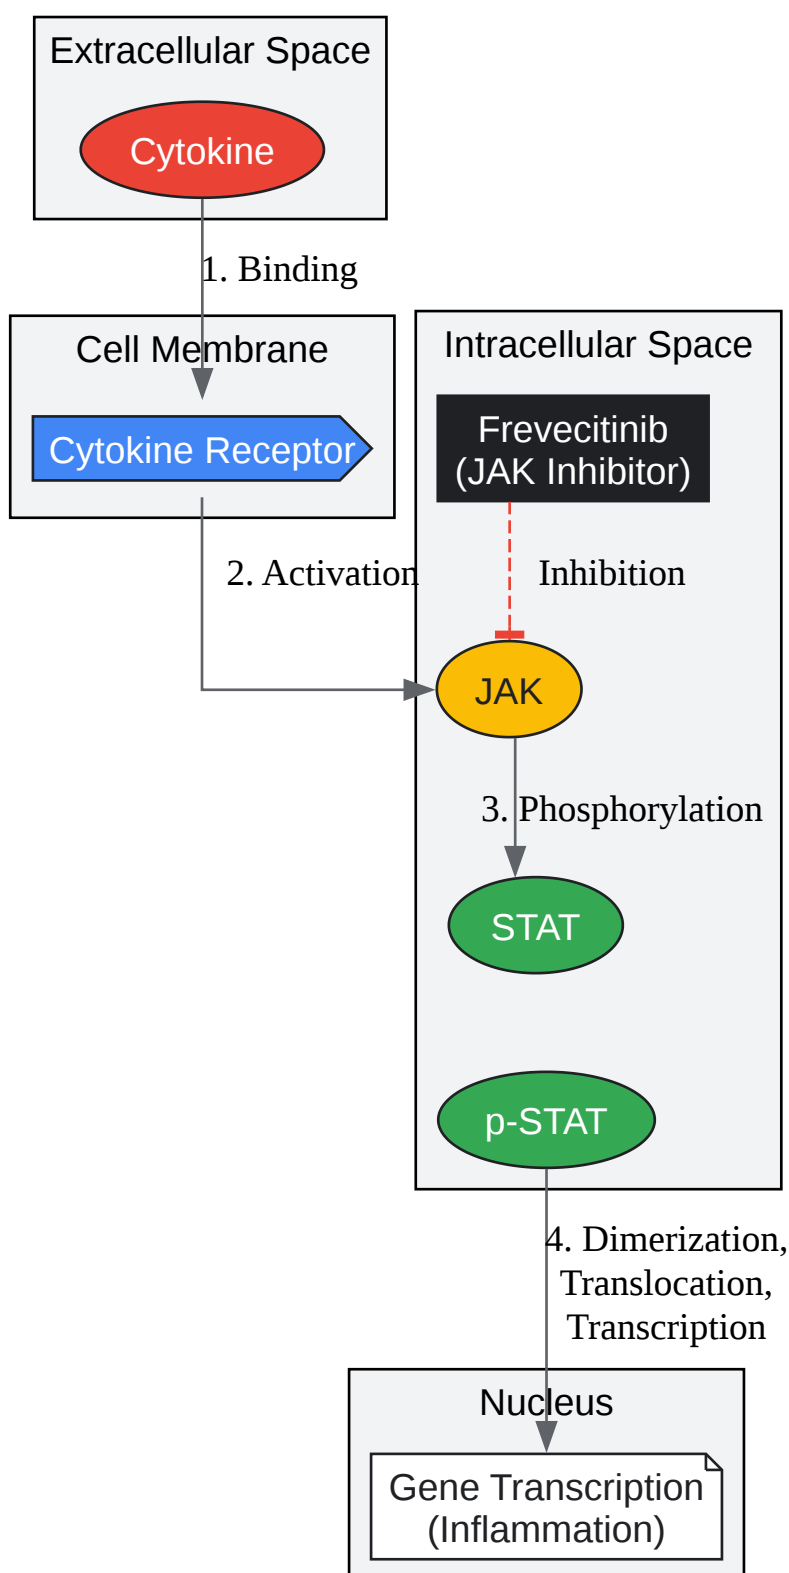 Extracellular Space
Cytokine
1. Binding
Cell Membrane
Cytokine Receptor
Intracellular Space
Frevecitinib
(JAK Inhibitor)
2. Activation
Inhibition
JAK
3. Phosphorylation
STAT
p-STAT
4. Dimerization,
Translocation,
Transcription
Nucleus
Gene Transcription
(Inflammation)